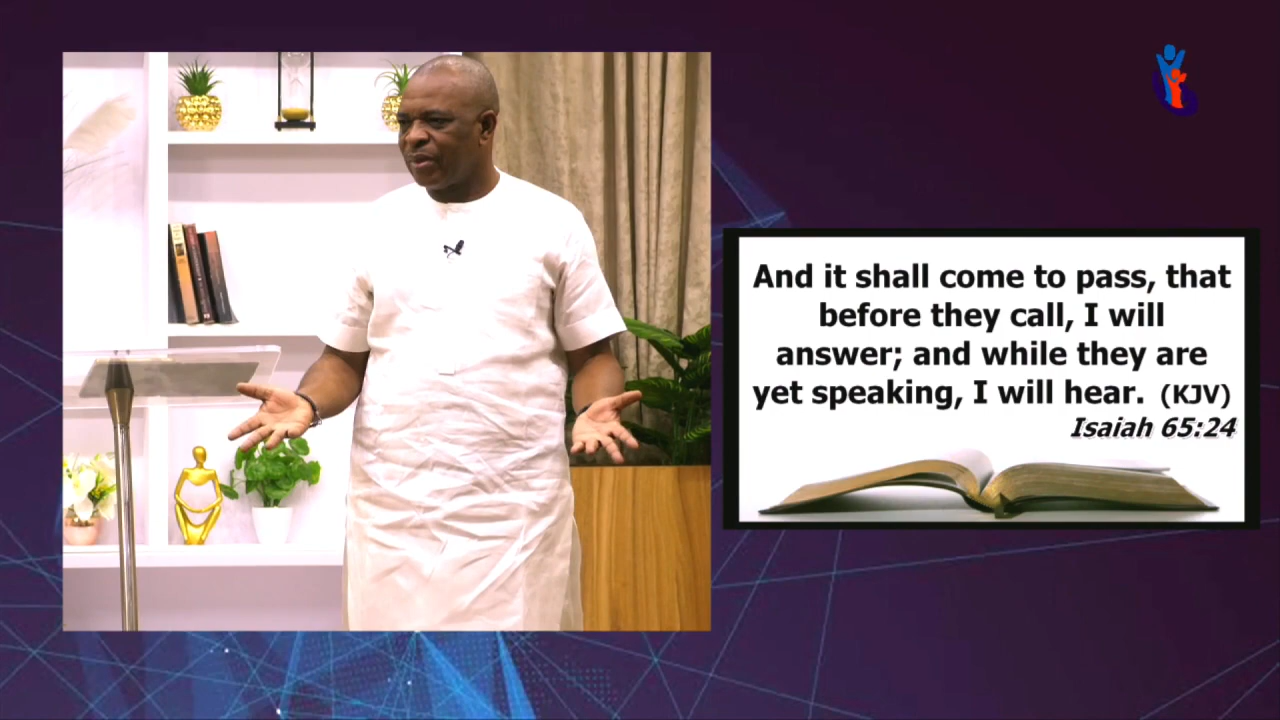 And it shall come to pass, that
before they call, I will
answer; and while they are
yet speaking, I will hear. (KJV)
Isaiah 65:24